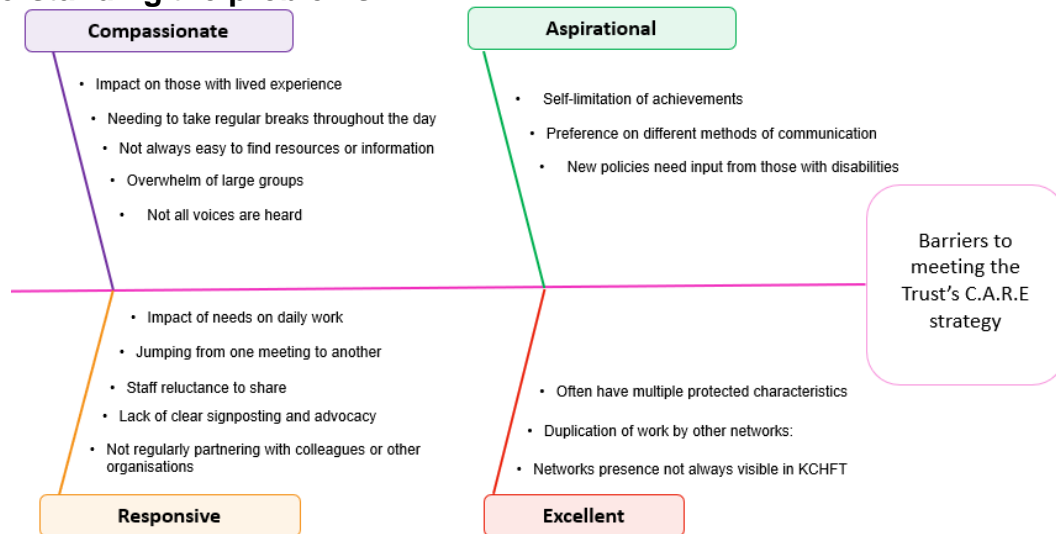 Compassionate
• Impact on those with lived experience
• Needing to take regular breaks throughout the day
• Not always easy to find resources or information
• Overwhelm of large groups
• Not all voices are heard
Aspirational
• Self-limitation of achievements
• Preference on different methods of communication
• New policies need input from those with disabilities
Barriers to
meeting the
Trust's C.A.R.E
strategy
• Impact of needs on daily work
• Jumping from one meeting to another
• Staff reluctance to share
• Lack of clear signposting and advocacy
• Not regularly partnering with colleagues or other
organisations
Responsive
• Often have multiple protected characteristics
• Duplication of work by other networks:
• Networks presence not always visible in KCHFT
Excellent